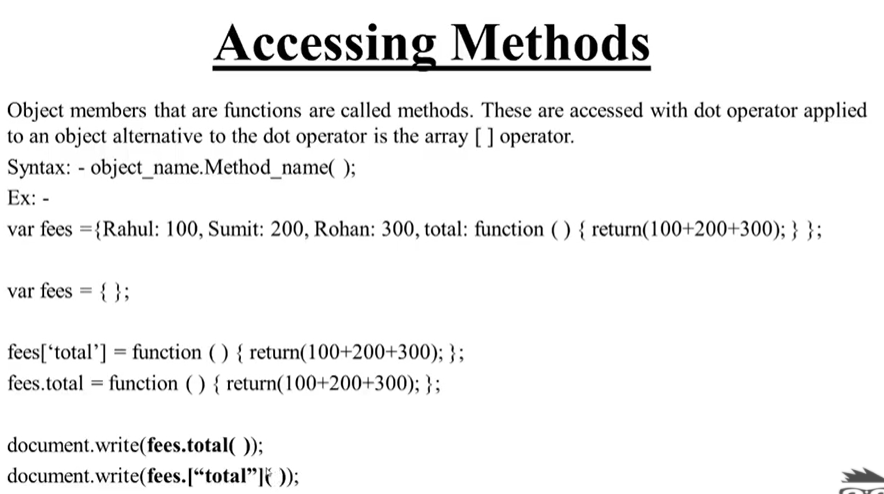 Accessing Methods
Object members that are functions are called methods. These are accessed with dot operator applied
to an object alternative to the dot operator is the array [ ] operator.
Syntax: - object_name.Method_name( );
Ex: -
var fees ={Rahul: 100, Sumit: 200, Rohan: 300, total: function ( ) { return(100+200+300); } };
var fees = { };
fees[‘total’] = function ( ) { return(100+200+300); };
fees.total = function ( ) { return(100+200+300); };
document.write(fees.total( ));
document.write(fees.[“total”]( ));